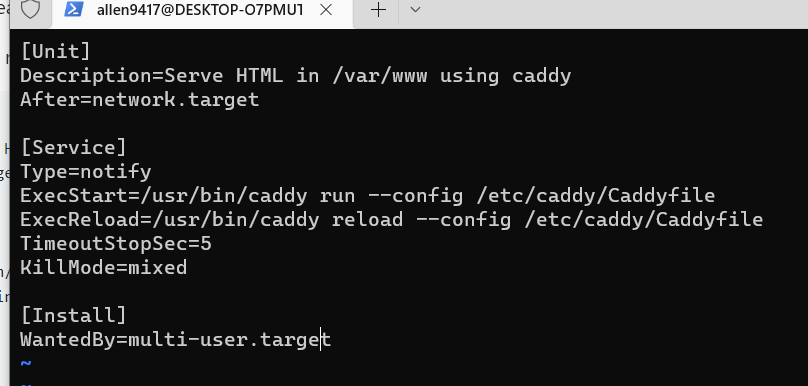 allen9417@DESKTOP-O7PMU1
[Unit]
Description=Serve HTML in /var/www using caddy
After=network.target
[Service]
Type=notify
ExecStart=/usr/bin/caddy run --config /etc/caddy/Caddyfile
ExecReload=/usr/bin/caddy reload --config /etc/caddy/Caddyfile
TimeoutStopSec=5
KillMode=mixed
[Install]
WantedBy=multi-user.target
~